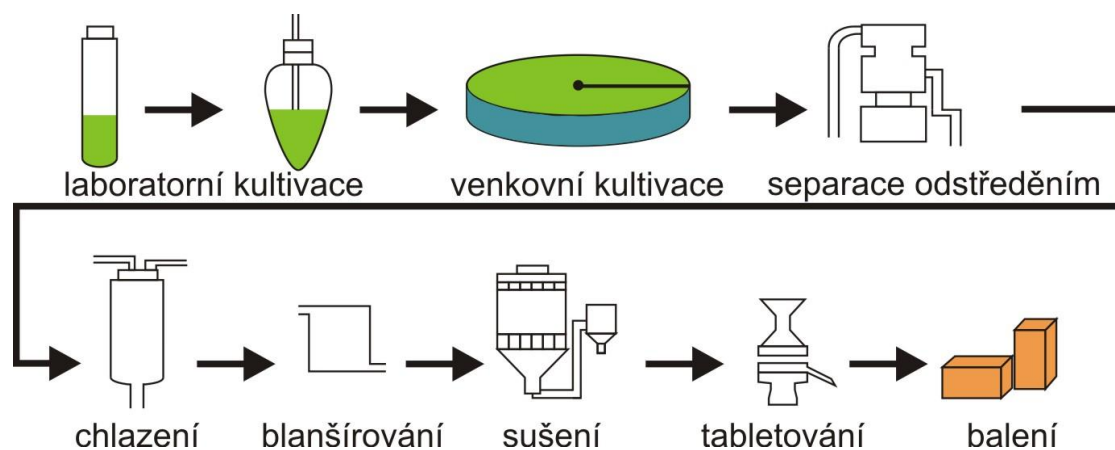 laboratorní kultivace venkovní kultivace separace odstředěním
chlazení blanšírování sušení tabletování balení